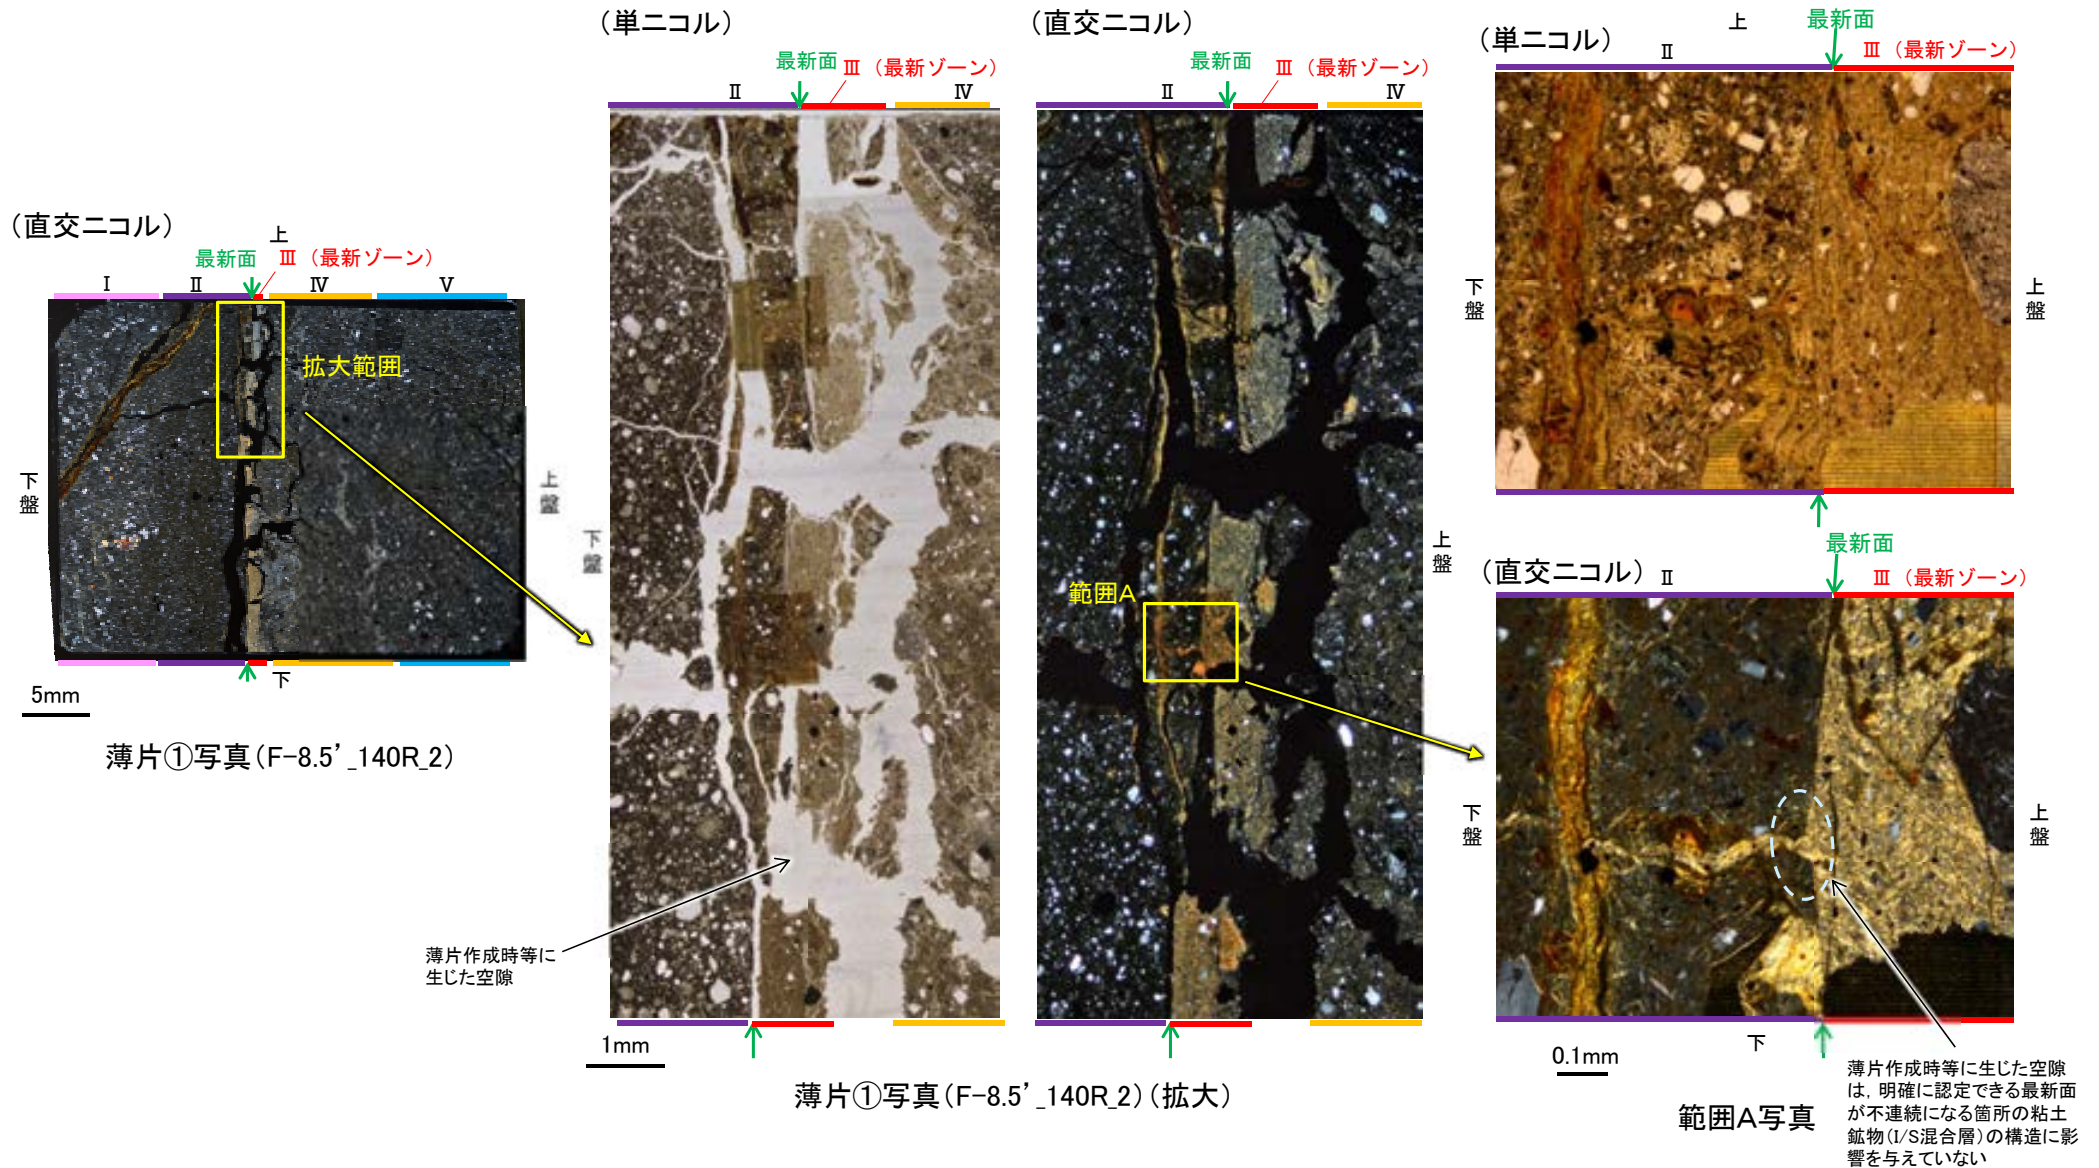 (直交ニコル)
上
最新面
Ⅲ（最新ゾーン）
Ⅰ
Ⅱ
Ⅳ
Ⅴ
拡大範囲
下盤
上盤
下
5mm
薄片①写真(F-8.5’_140R_2)
(単ニコル)
最新面
Ⅲ（最新ゾーン）
Ⅱ
Ⅳ
下盤
薄片作成時等に
生じた空隙
1mm
(直交ニコル)
最新面
Ⅲ（最新ゾーン）
Ⅱ
Ⅳ
範囲A
上盤
薄片①写真(F-8.5’_140R_2)(拡大)
(単ニコル)
上
最新面
Ⅱ
Ⅲ（最新ゾーン）
下盤
上盤
(直交ニコル)
最新面
Ⅱ
Ⅲ（最新ゾーン）
下盤
上盤
下
0.1mm
範囲A写真
薄片作成時等に生じた空隙
は，明確に認定できる最新面
が不連続になる箇所の粘土
鉱物(I/S混合層)の構造に影
響を与えていない